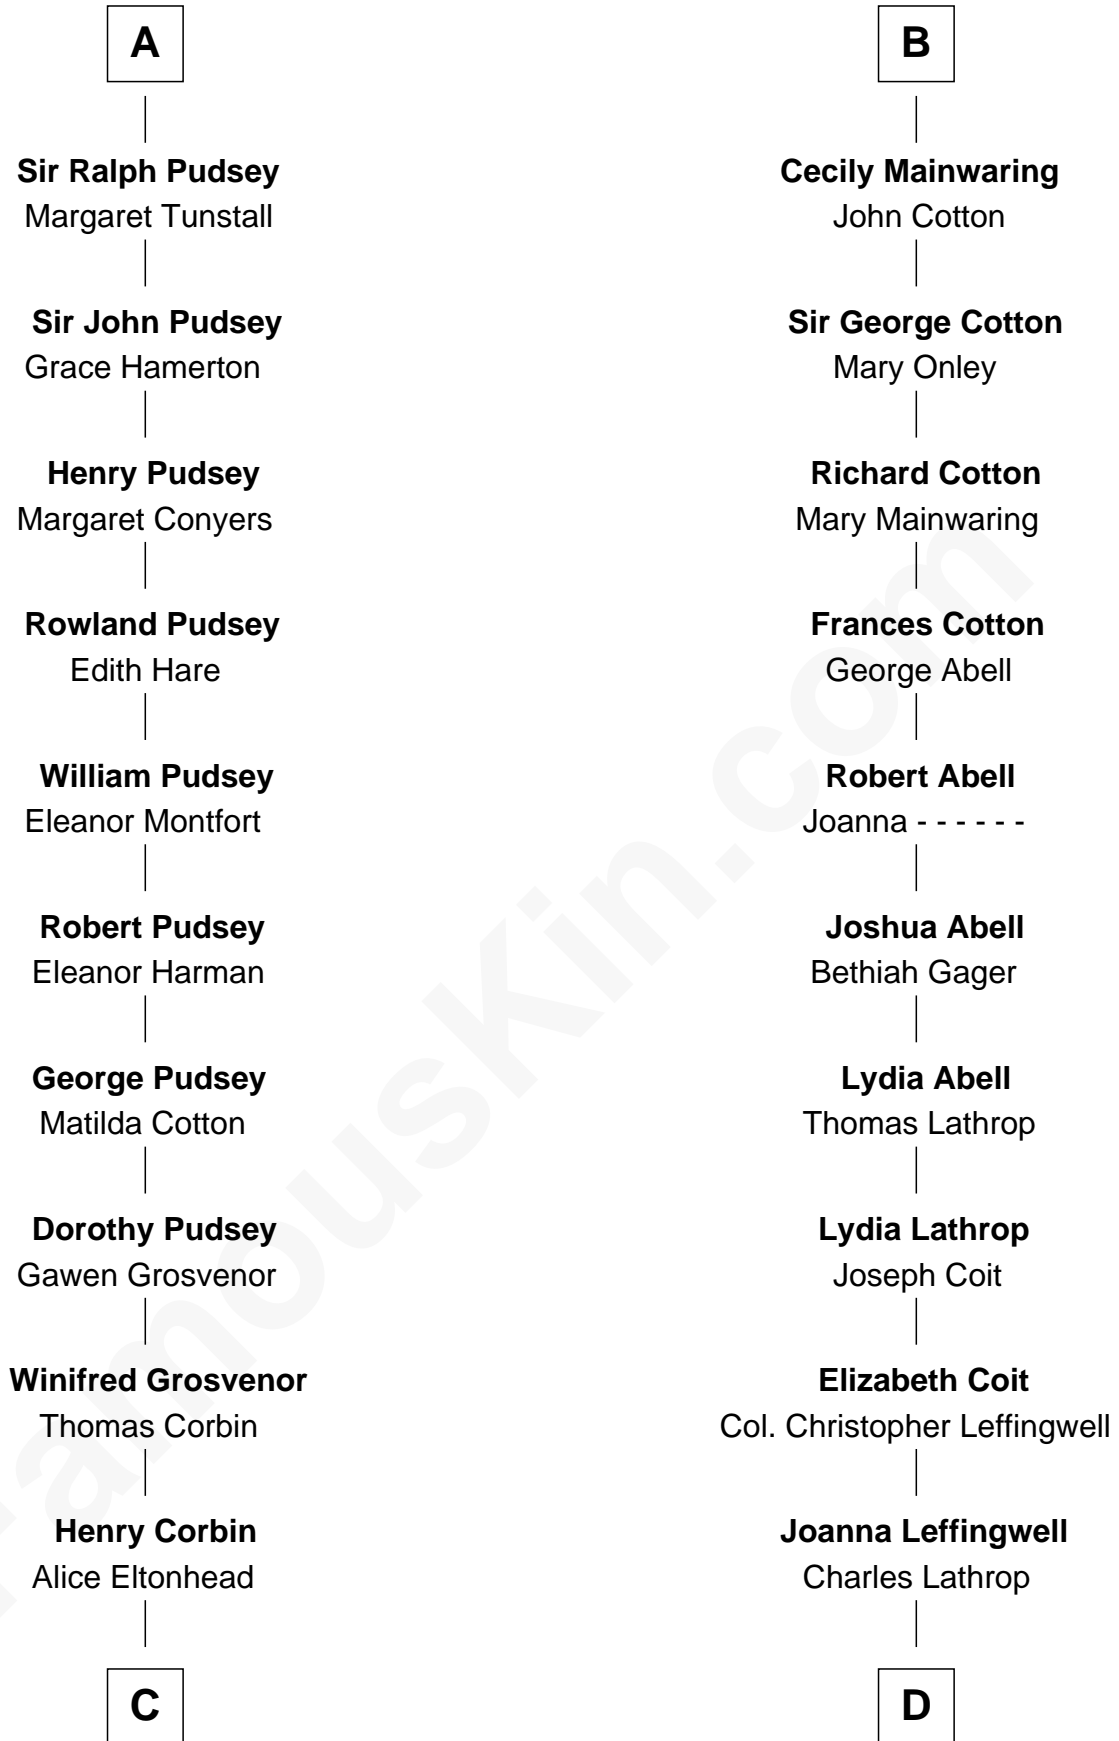 A
Sir Ralph Pudsey
Margaret Tunstall
Sir John Pudsey
Grace Hamerton
Henry Pudsey
Margaret Conyers
Rowland Pudsey
Edith Hare
William Pudsey
Eleanor Montfort
Robert Pudsey
Eleanor Harman
George Pudsey
Matilda Cotton
Dorothy Pudsey
Gawen Grosvenor
Winifred Grosvenor
Thomas Corbin
Henry Corbin
Alice Eltonhead
C
B
Cecily Mainwaring
John Cotton
Sir George Cotton
Mary Onley
Richard Cotton
Mary Mainwaring
Frances Cotton
George Abell
Robert Abell
Joanna - - - - - -
Joshua Abell
Bethiah Gager
Lydia Abell
Thomas Lathrop
Lydia Lathrop
Joseph Coit
Elizabeth Coit
Col. Christopher Leffingwell
Joanna Leffingwell
Charles Lathrop
D
FamousKin.com